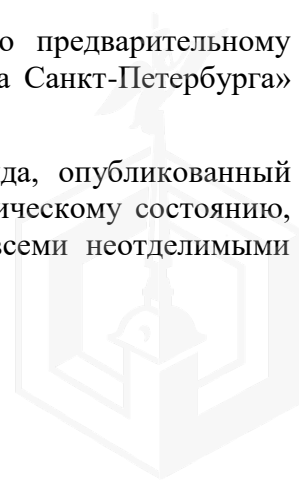 о предварительному
а Санкт-Петербурга»
да, опубликованный
ическому состоянию,
всеми неотделимыми